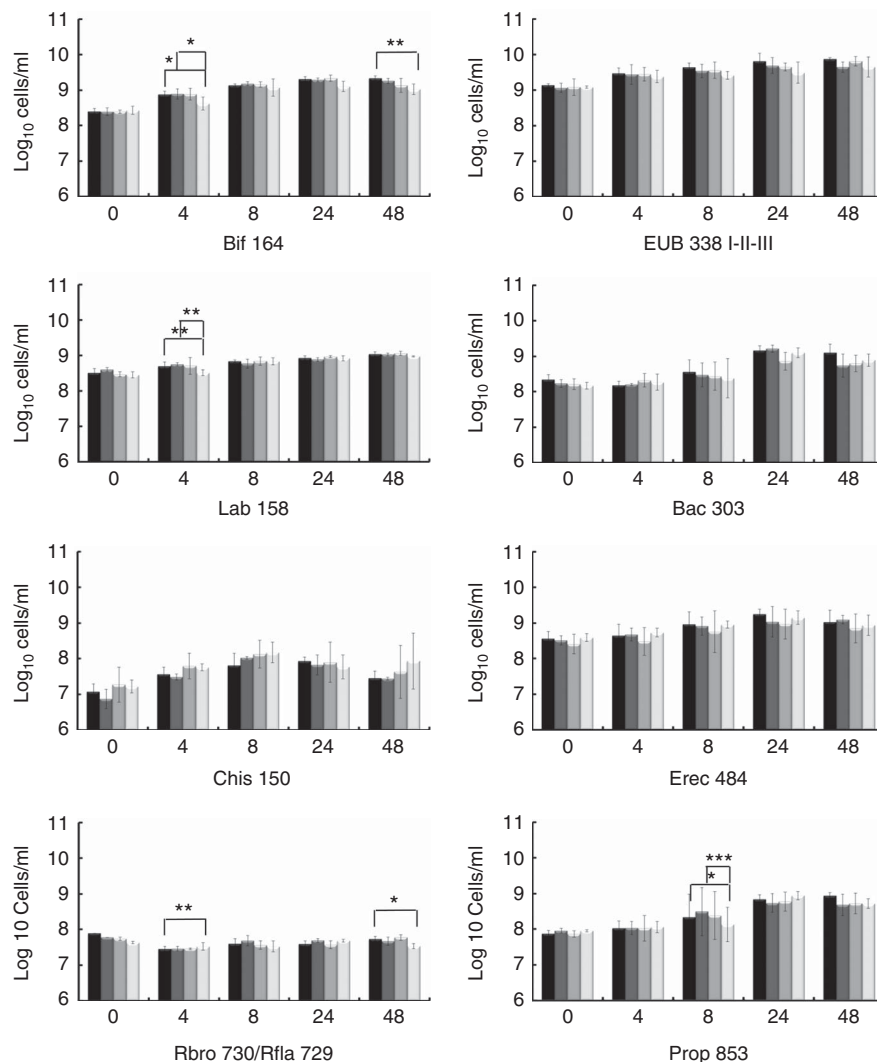 11
10
9
8
7
6
Log10 cells/ml
*
*
**
0 4 8 24 48
Bif 164
11
10
9
8
7
6
Log10 cells/ml
0 4 8 24 48
EUB 338 I-II-III
11
10
9
8
7
6
Log10 cells/ml
**
**
0 4 8 24 48
Lab 158
11
10
9
8
7
6
Log10 cells/ml
0 4 8 24 48
Bac 303
11
10
9
8
7
6
Log10 cells/ml
0 4 8 24 48
Chis 150
11
10
9
8
7
6
Log10 cells/ml
0 4 8 24 48
Erec 484
11
10
9
8
7
6
Log 10 Cells/ml
**
*
0 4 8 24 48
Rbro 730/Rfla 729
11
10
9
8
7
6
Log 10 Cells/ml
***
*
0 4 8 24 48
Prop 853